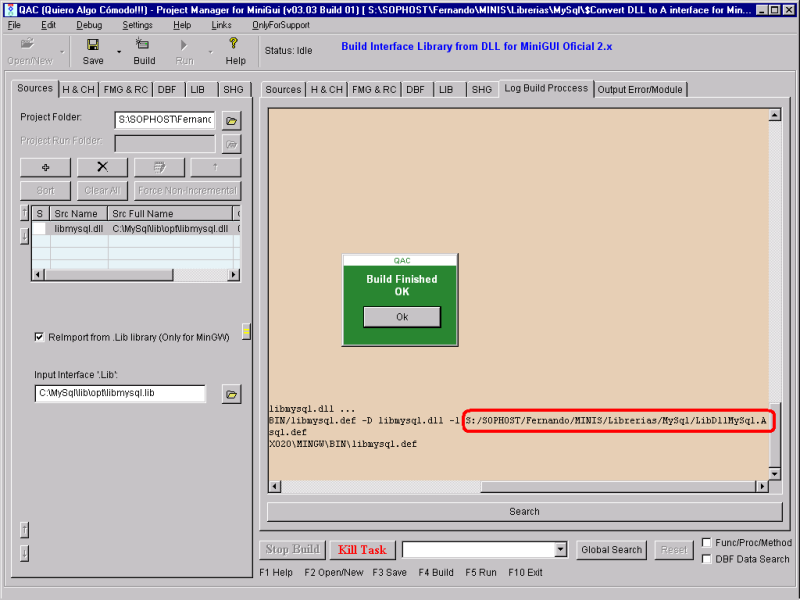 QAC (Quiero Algo Cómodo!!!) - Project Manager for MiniGui (v03.03 Build 01) [ S:\SOPHOST\Fernando\MINIS\Librerias\MySql\$Convert DLL to A interface for Min...
File Edit Debug Settings Help Links OnlyForSupport
Open/New Save Build Run Help
Status: Idle
Build Interface Library from DLL for MiniGUI Oficial 2.x
Sources H & CH FMG & RC DBF LIB SHG
Project Folder: S:\SOPHOST\Fernanc
Project Run Folder:
Sort Clear All Force Non-Incremental
S Src Name Src Full Name
libmysql.dll C:\MySql\lib\opt\libmysql.dll
ReImport from .Lib library (Only for MinGW)
Input Interface '.Lib':
C:\MySql\lib\opt\libmysql.lib
Sources H & CH FMG & RC DBF LIB SHG Log Build Proccess Output Error/Module
QAC
Build Finished
OK
Ok
libmysql.dll ...
BIN/libmysql.def -D libmysql.dll -l S:/SOPHOST/Fernando/MINIS/Librerias/MySql/LibDllMySql.A
sql.def
X020\MINGW\BIN\libmysql.def
Search
Stop Build Kill Task Global Search Reset
Func/Proc/Method
DBF Data Search
F1 Help F2 Open/New F3 Save F4 Build F5 Run F10 Exit